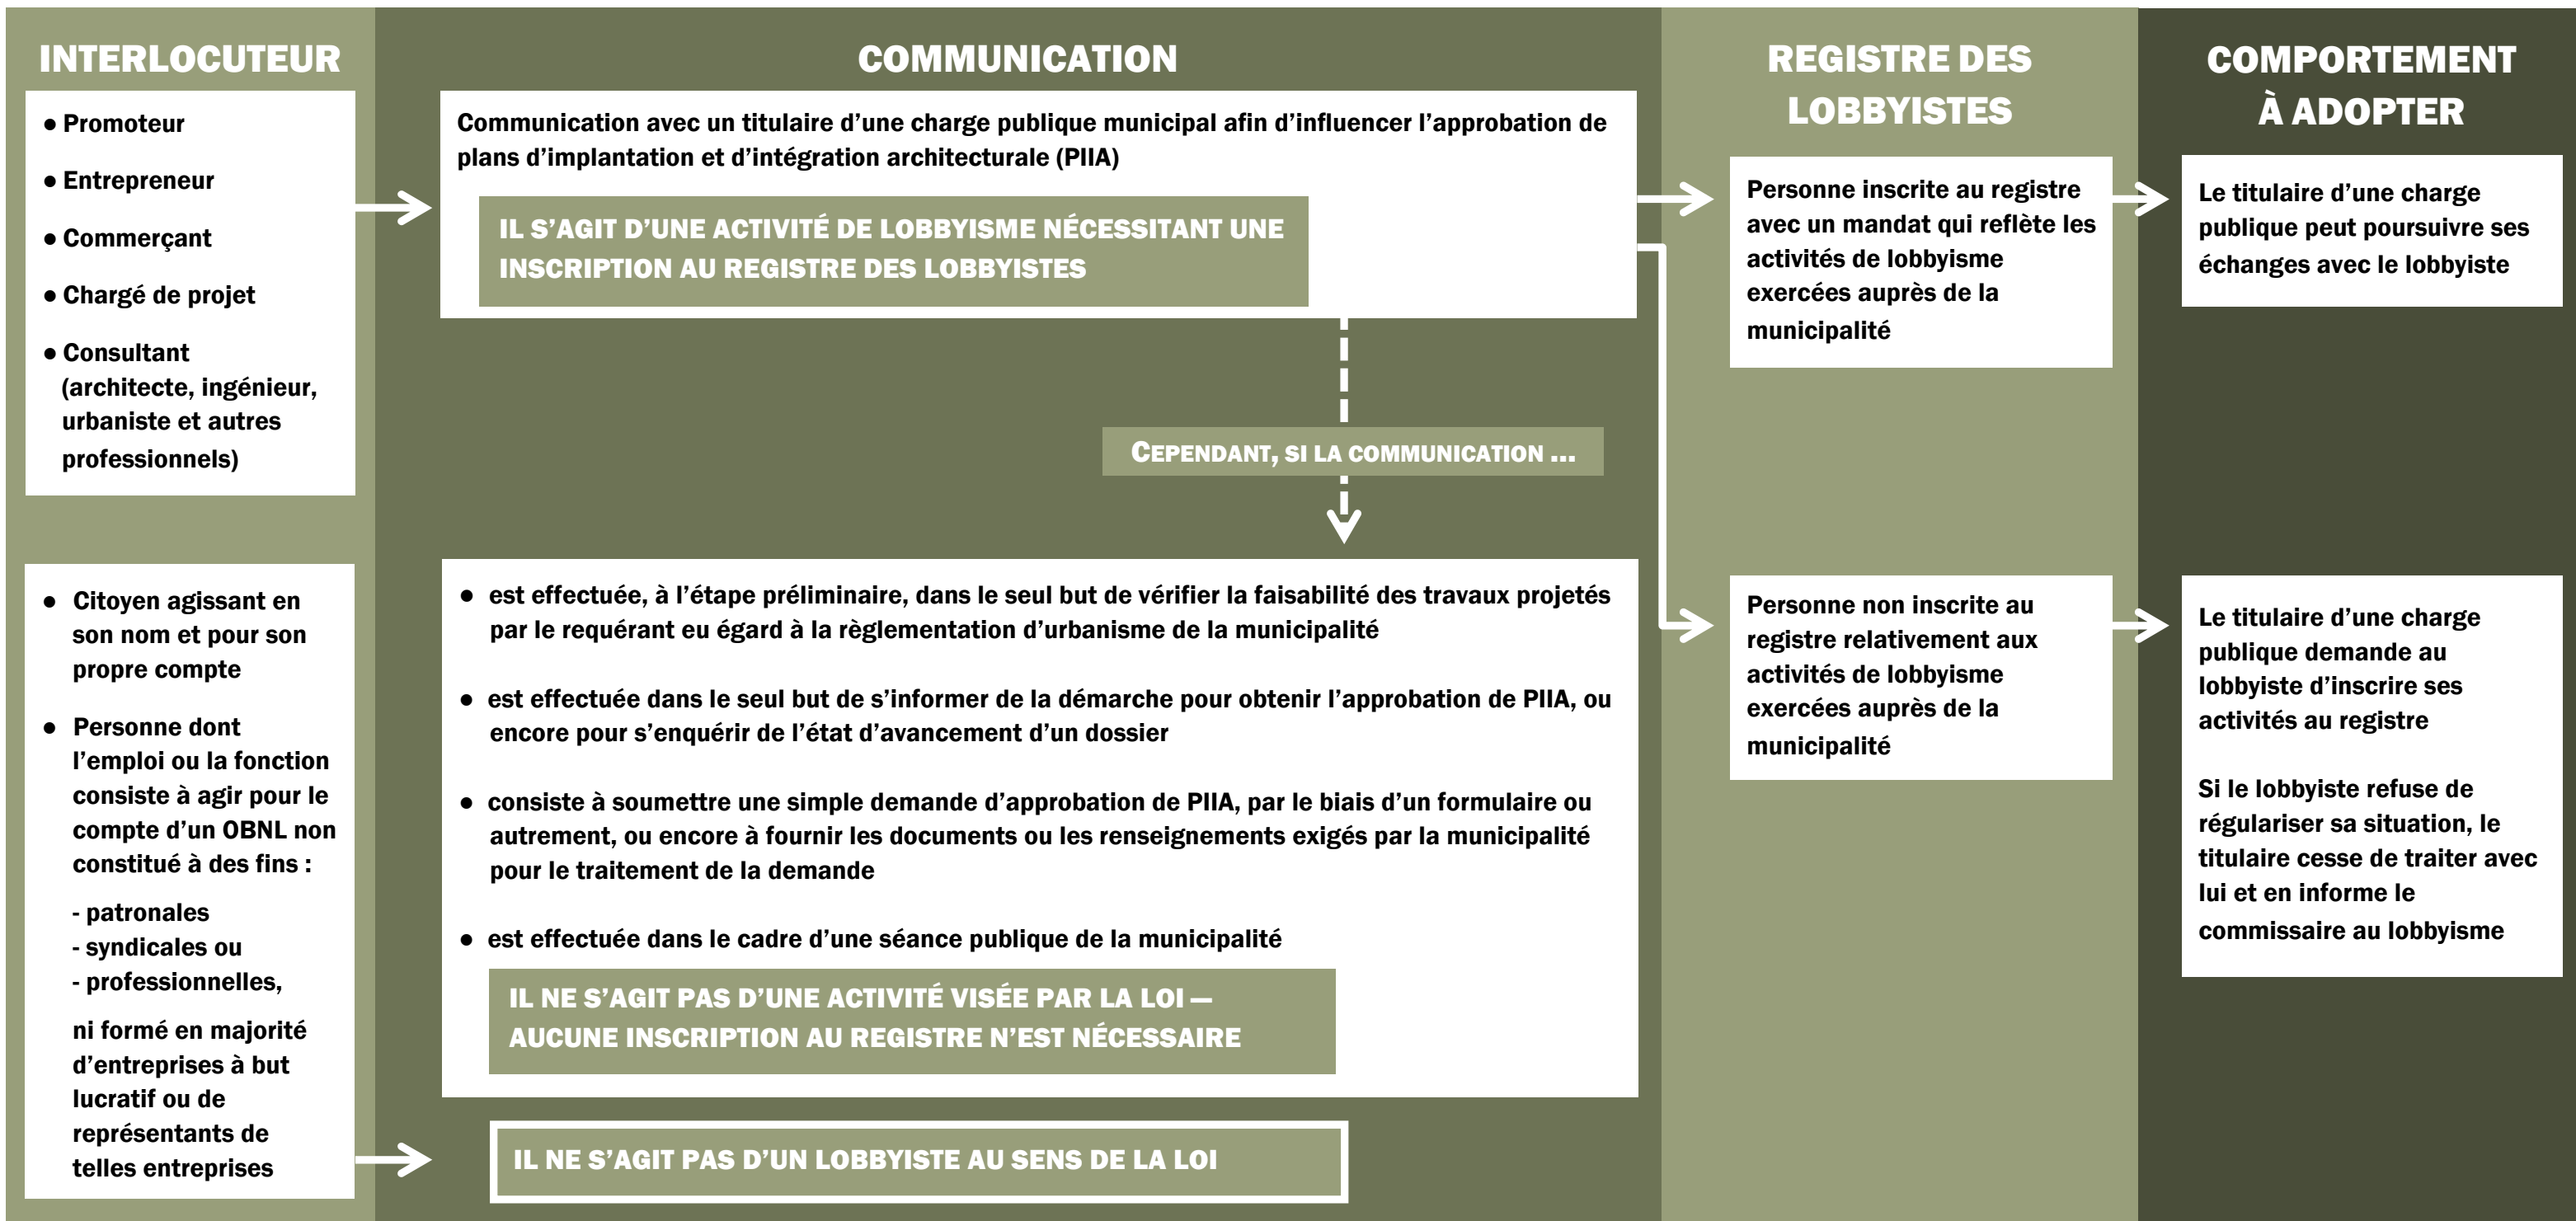 INTERLOCUTEUR
● Promoteur
● Entrepreneur
● Commerçant
● Chargé de projet
● Consultant
(architecte, ingénieur,
urbaniste et autres
professionnels)
● Citoyen agissant en
son nom et pour son
propre compte
● Personne dont
l'emploi ou la fonction
consiste à agir pour le
compte d'un OBNL non
constitué à des fins :
- patronales
- syndicales ou
- professionnelles,
ni formé en majorité
d'entreprises à but
lucratif ou de
représentants de
telles entreprises
COMMUNICATION
Communication avec un titulaire d'une charge publique municipal afin d'influencer l'approbation de
plans d'implantation et d'intégration architecturale (PIIA)
IL S'AGIT D'UNE ACTIVITÉ DE LOBBYISME NÉCESSITANT UNE
INSCRIPTION AU REGISTRE DES LOBBYISTES
CEPENDANT, SI LA COMMUNICATION ...
● est effectuée, à l'étape préliminaire, dans le seul but de vérifier la faisabilité des travaux projetés
par le requérant eu égard à la règlementation d'urbanisme de la municipalité
● est effectuée dans le seul but de s'informer de la démarche pour obtenir l'approbation de PIIA, ou
encore pour s'enquérir de l'état d'avancement d'un dossier
● consiste à soumettre une simple demande d'approbation de PIIA, par le biais d'un formulaire ou
autrement, ou encore à fournir les documents ou les renseignements exigés par la municipalité
pour le traitement de la demande
● est effectuée dans le cadre d'une séance publique de la municipalité
IL NE S'AGIT PAS D'UNE ACTIVITÉ VISÉE PAR LA LOI —
AUCUNE INSCRIPTION AU REGISTRE N'EST NÉCESSAIRE
IL NE S'AGIT PAS D'UN LOBBYISTE AU SENS DE LA LOI
REGISTRE DES
LOBBYISTES
Personne inscrite au registre
avec un mandat qui reflète les
activités de lobbyisme
exercées auprès de la
municipalité
Personne non inscrite au
registre relativement aux
activités de lobbyisme
exercées auprès de la
municipalité
COMPORTEMENT
À ADOPTER
Le titulaire d'une charge
publique peut poursuivre ses
échanges avec le lobbyiste
Le titulaire d'une charge
publique demande au
lobbyiste d'inscrire ses
activités au registre
Si le lobbyiste refuse de
régulariser sa situation, le
titulaire cesse de traiter avec
lui et en informe le
commissaire au lobbyisme